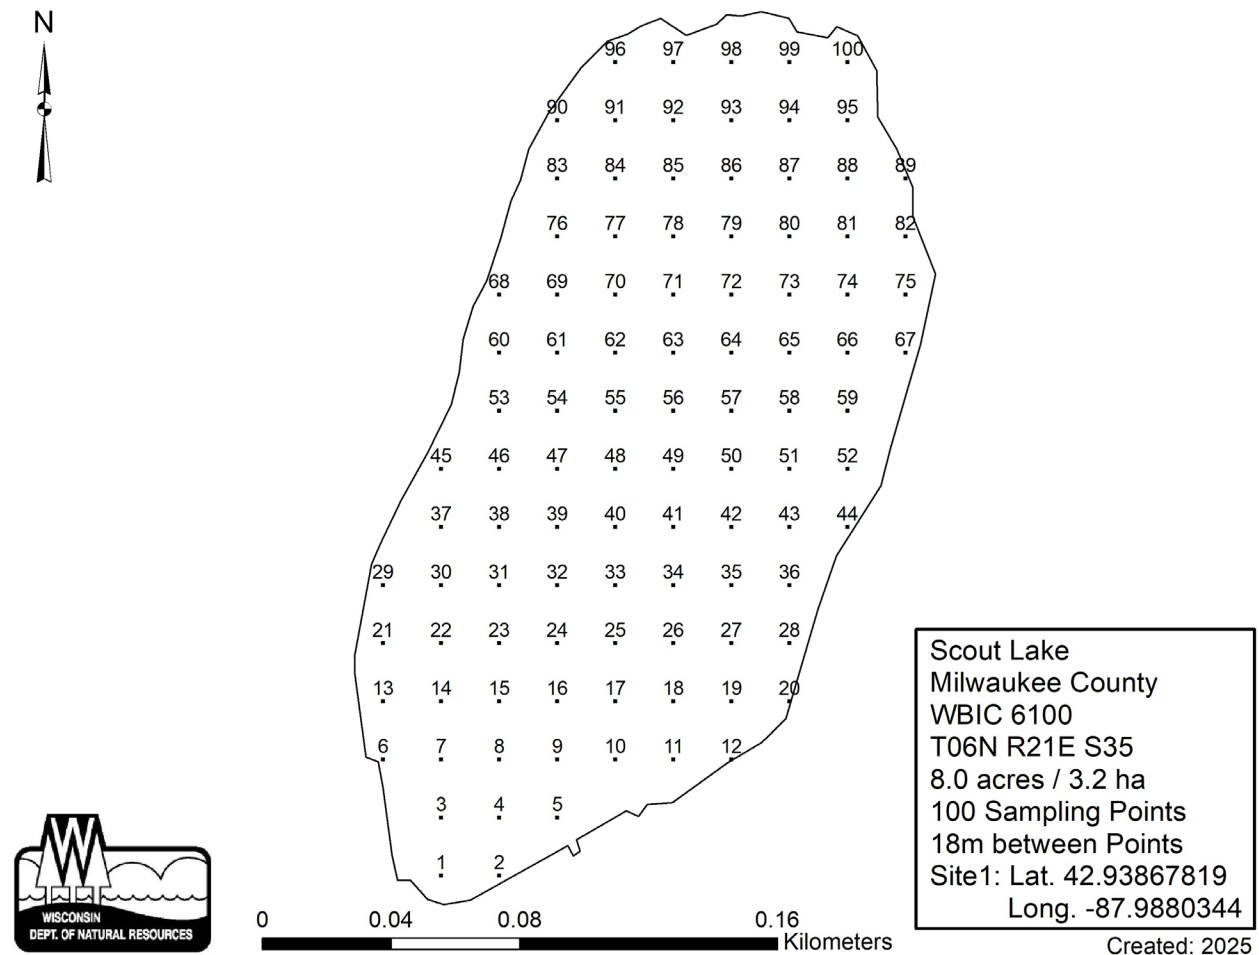 N
96 97 98 99 100
90 91 92 93 94 95
83 84 85 86 87 88 89
76 77 78 79 80 81 82
68 69 70 71 72 73 74 75
60 61 62 63 64 65 66 67
53 54 55 56 57 58 59
45 46 47 48 49 50 51 52
37 38 39 40 41 42 43 44
29 30 31 32 33 34 35 36
21 22 23 24 25 26 27 28
13 14 15 16 17 18 19 20
6 7 8 9 10 11 12
3 4 5
1 2
Scout Lake
Milwaukee County
WBIC 6100
T06N R21E S35
8.0 acres / 3.2 ha
100 Sampling Points
18m between Points
Site1: Lat. 42.93867819
Long. -87.9880344
W
WISCONSIN
DEPT. OF NATURAL RESOURCES
0 0.04 0.08 0.16
Kilometers
Created: 2025